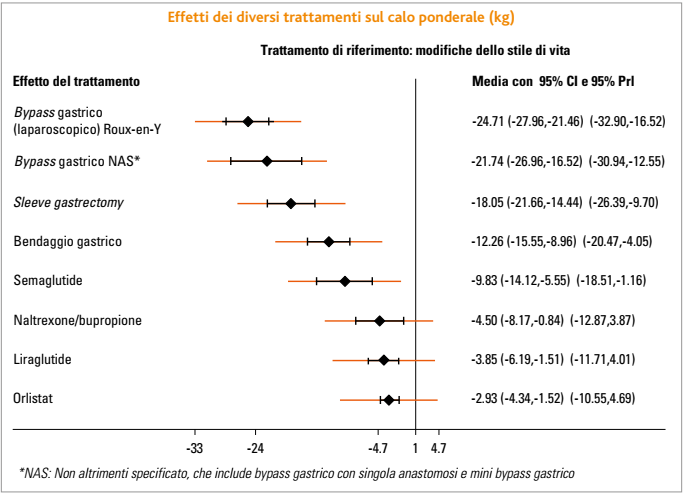 Effetti dei diversi trattamenti sul calo ponderale (kg)
Trattamento di riferimento: modifiche dello stile di vita
Effetto del trattamento Media con 95% CI e 95% PrI
Bypass gastrico
(laparoscopico) Roux-en-Y -24.71 (-27.96,-21.46) (-32.90,-16.52)
Bypass gastrico NAS* -21.74 (-26.96,-16.52) (-30.94,-12.55)
Sleeve gastrectomy -18.05 (-21.66,-14.44) (-26.39,-9.70)
Bendaggio gastrico -12.26 (-15.55,-8.96) (-20.47,-4.05)
Semaglutide -9.83 (-14.12,-5.55) (-18.51,-1.16)
Naltrexone/bupropione -4.50 (-8.17,-0.84) (-12.87,3.87)
Liraglutide -3.85 (-6.19,-1.51) (-11.71,4.01)
Orlistat -2.93 (-4.34,-1.52) (-10.55,4.69)
-33 -24 -4.7 1 4.7
*NAS: Non altrimenti specificato, che include bypass gastrico con singola anastomosi e mini bypass gastrico